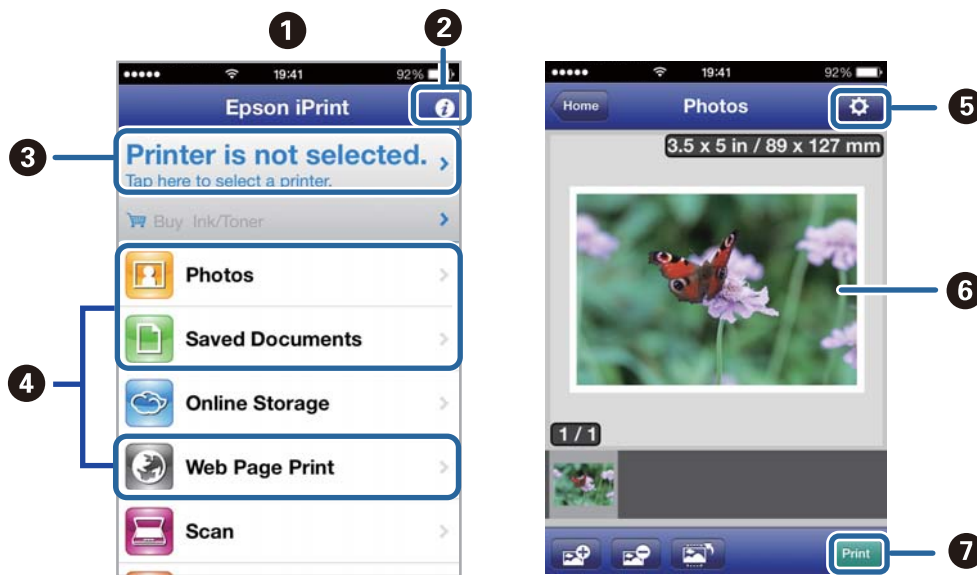 1
2
19:41
92%
Epson iPrint
i
3
Printer is not selected.
Tap here to select a printer.
Buy Ink/Toner
Photos
Saved Documents
4
Online Storage
Web Page Print
Scan
19:41
92%
Home
Photos
5
3.5 x 5 in / 89 x 127 mm
6
1 / 1
Print
7